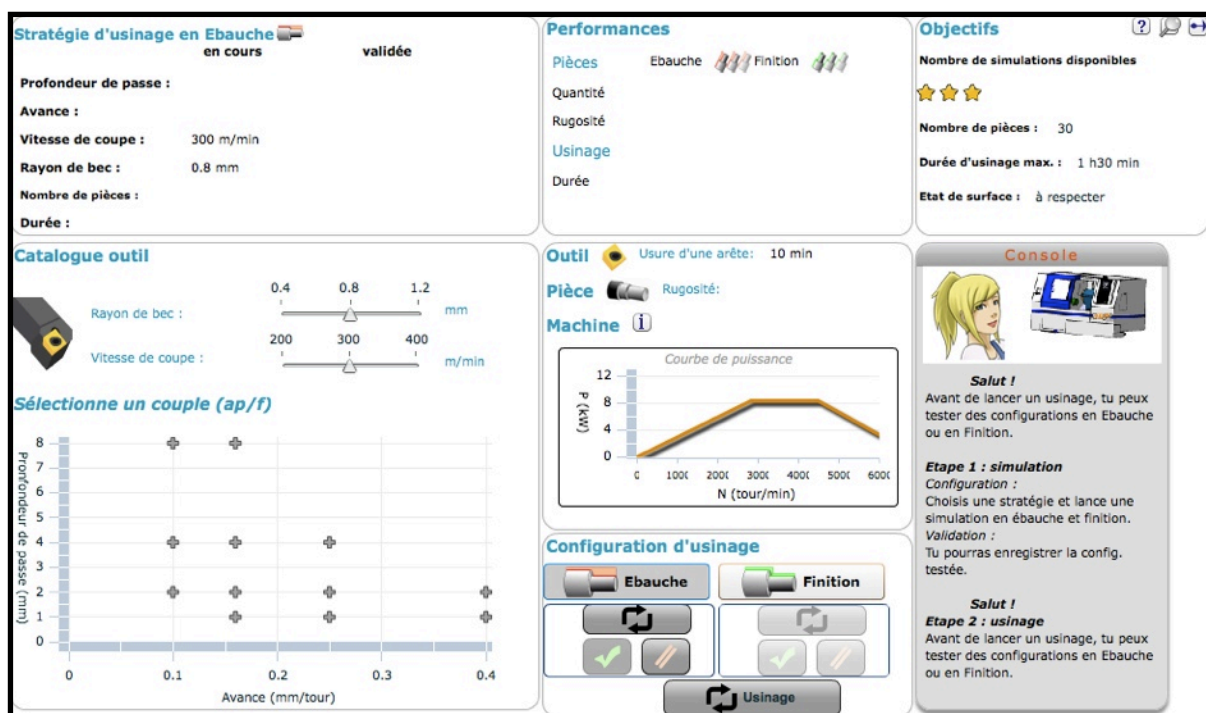 Stratégie d'usinage en Ebauche
en cours validée
Profondeur de passe :
Avance :
Vitesse de coupe : 300 m/min
Rayon de bec : 0.8 mm
Nombre de pièces :
Durée :
Performances
Pièces Ebauche Finition
Quantité
Rugosité
Usinage
Durée
Objectifs
?
Nombre de simulations disponibles
Nombre de pièces : 30
Durée d'usinage max. : 1 h30 min
Etat de surface : à respecter
Catalogue outil
0.4 0.8 1.2
Rayon de bec : mm
200 300 400
Vitesse de coupe : m/min
Sélectionne un couple (ap/f)
Pronfondeur de passe (mm)
8
7
6
5
4
3
2
1
0
0 0.1 0.2 0.3 0.4
Avance (mm/tour)
Outil Usure d'une arête: 10 min
Pièce Rugosité:
Machine i
Courbe de puissance
P (kW)
12
8
4
0
0 1000 2000 3000 4000 5000 6000
N (tour/min)
Configuration d'usinage
Ebauche Finition
Usinage
Console
Salut !
Avant de lancer un usinage, tu peux
tester des configurations en Ebauche
ou en Finition.
Etape 1 : simulation
Configuration :
Choisis une stratégie et lance une
simulation en ébauche et finition.
Validation :
Tu pourras enregistrer la config.
testée.
Salut !
Etape 2 : usinage
Avant de lancer un usinage, tu peux
tester des configurations en Ebauche
ou en Finition.